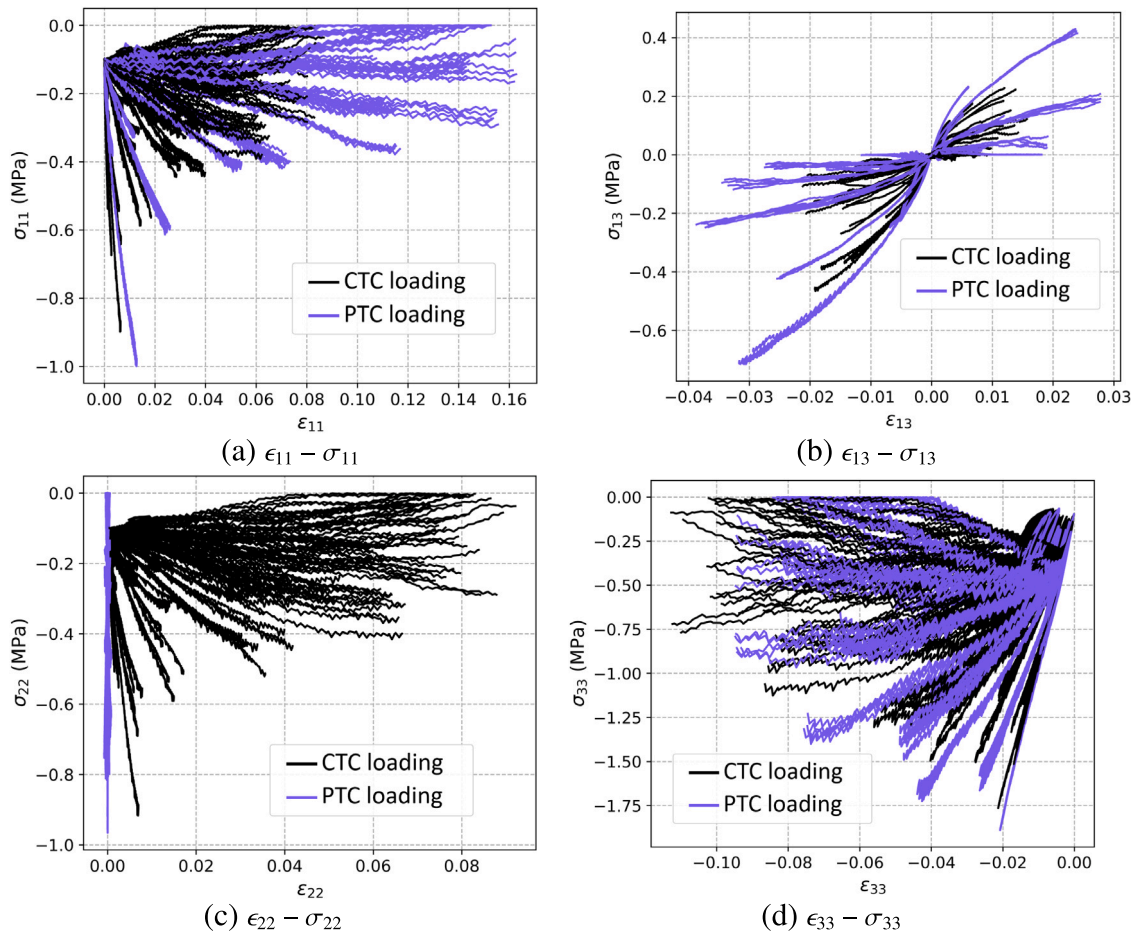 0.0
−0.2
−0.4
−0.6
−0.8
−1.0
σ11 (MPa)
CTC loading
PTC loading
0.00 0.02 0.04 0.06 0.08 0.10 0.12 0.14 0.16
ε11
(a) ϵ11 − σ11
0.4
0.2
0.0
−0.2
−0.4
−0.6
σ13 (MPa)
CTC loading
PTC loading
−0.04 −0.03 −0.02 −0.01 0.00 0.01 0.02 0.03
ε13
(b) ϵ13 − σ13
0.0
−0.2
−0.4
−0.6
−0.8
−1.0
σ22 (MPa)
CTC loading
PTC loading
0.00 0.02 0.04 0.06 0.08
ε22
(c) ϵ22 − σ22
0.00
−0.25
−0.50
−0.75
−1.00
−1.25
−1.50
−1.75
σ33 (MPa)
CTC loading
PTC loading
−0.10 −0.08 −0.06 −0.04 −0.02 0.00
ε33
(d) ϵ33 − σ33